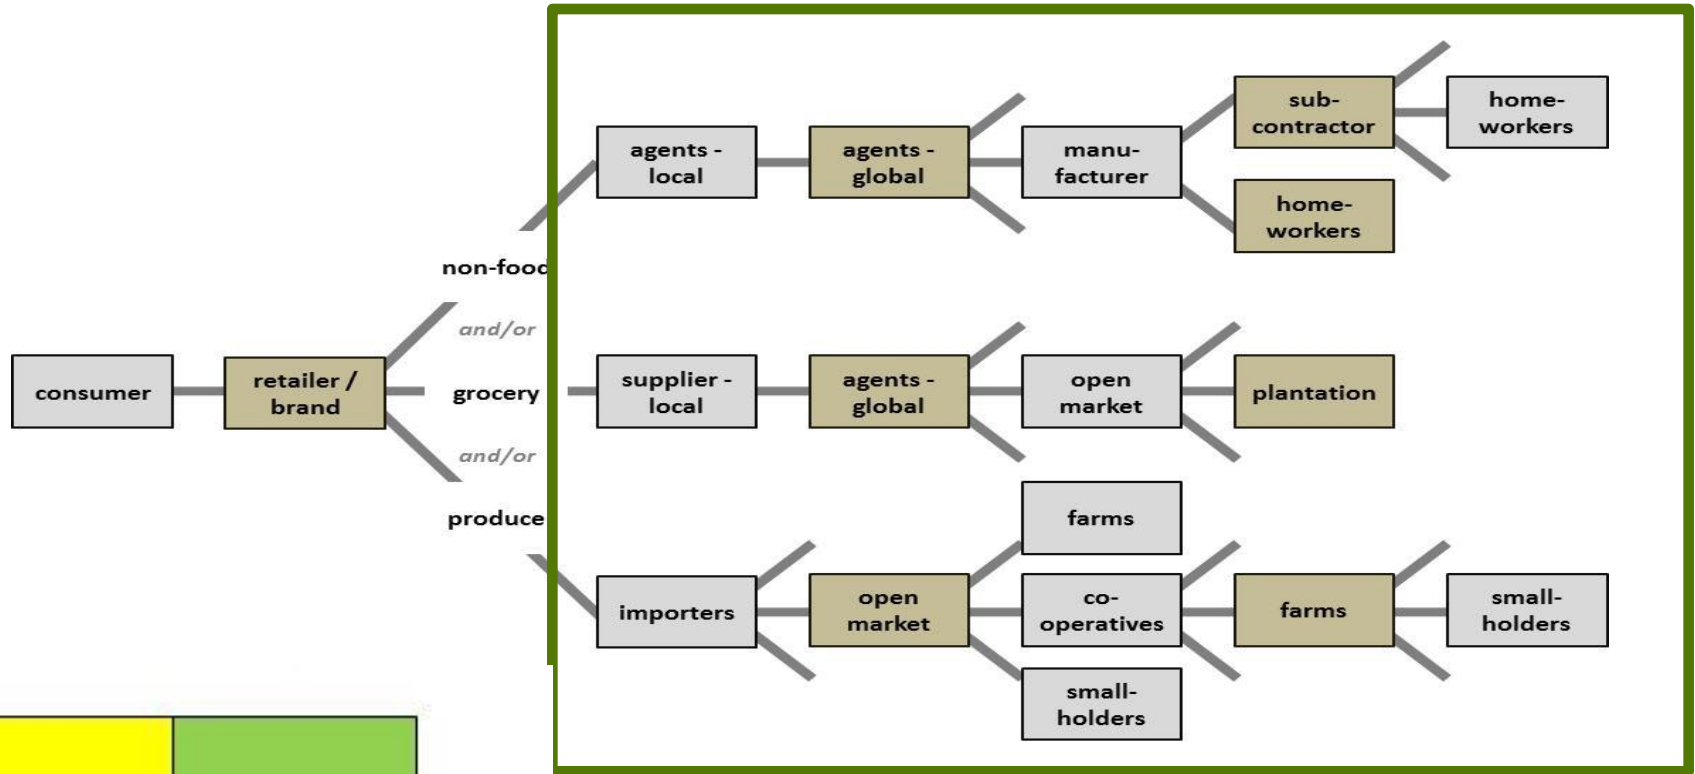 consumer
retailer /
brand
non-food
and/or
grocery
and/or
produce
agents -
local
agents -
global
manu-
facturer
sub-
contractor
home-
workers
home-
workers
supplier -
local
agents -
global
open
market
plantation
importers
open
market
farms
co-
operatives
small-
holders
farms
small-
holders